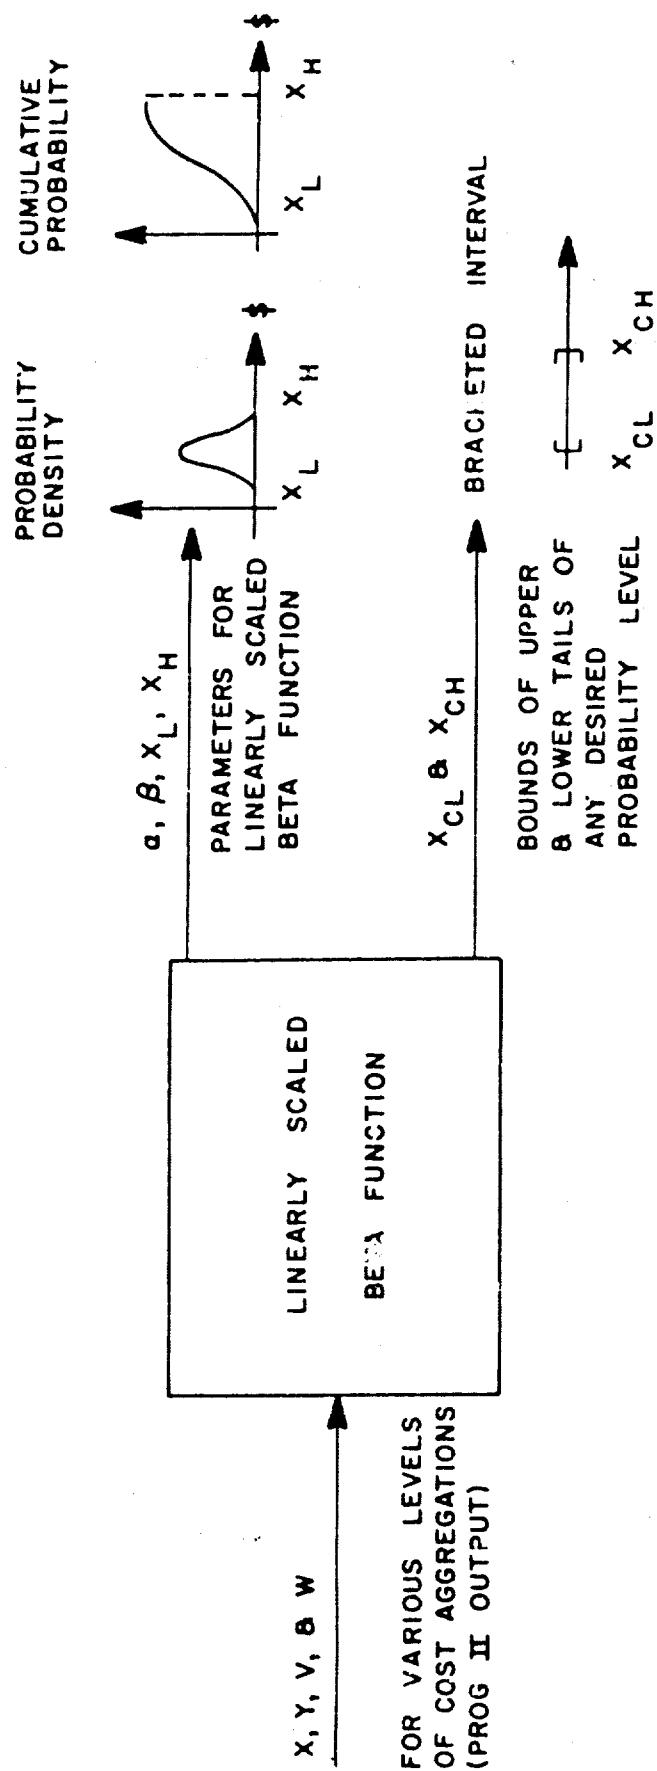 X, Y, V, & W
FOR VARIOUS LEVELS
OF COST AGGREGATIONS
(PROG II OUTPUT)
LINEARLY SCALED
BETA FUNCTION
α, β, X_L, X_H
PARAMETERS FOR
LINEARLY SCALED
BETA FUNCTION
PROBABILITY
DENSITY
X_L X_H $
CUMULATIVE
PROBABILITY
X_L X_H $
X_CL & X_CH
BOUNDS OF UPPER
& LOWER TAILS OF
ANY DESIRED
PROBABILITY LEVEL
BRACKETED INTERVAL
[ ]
X_CL X_CH